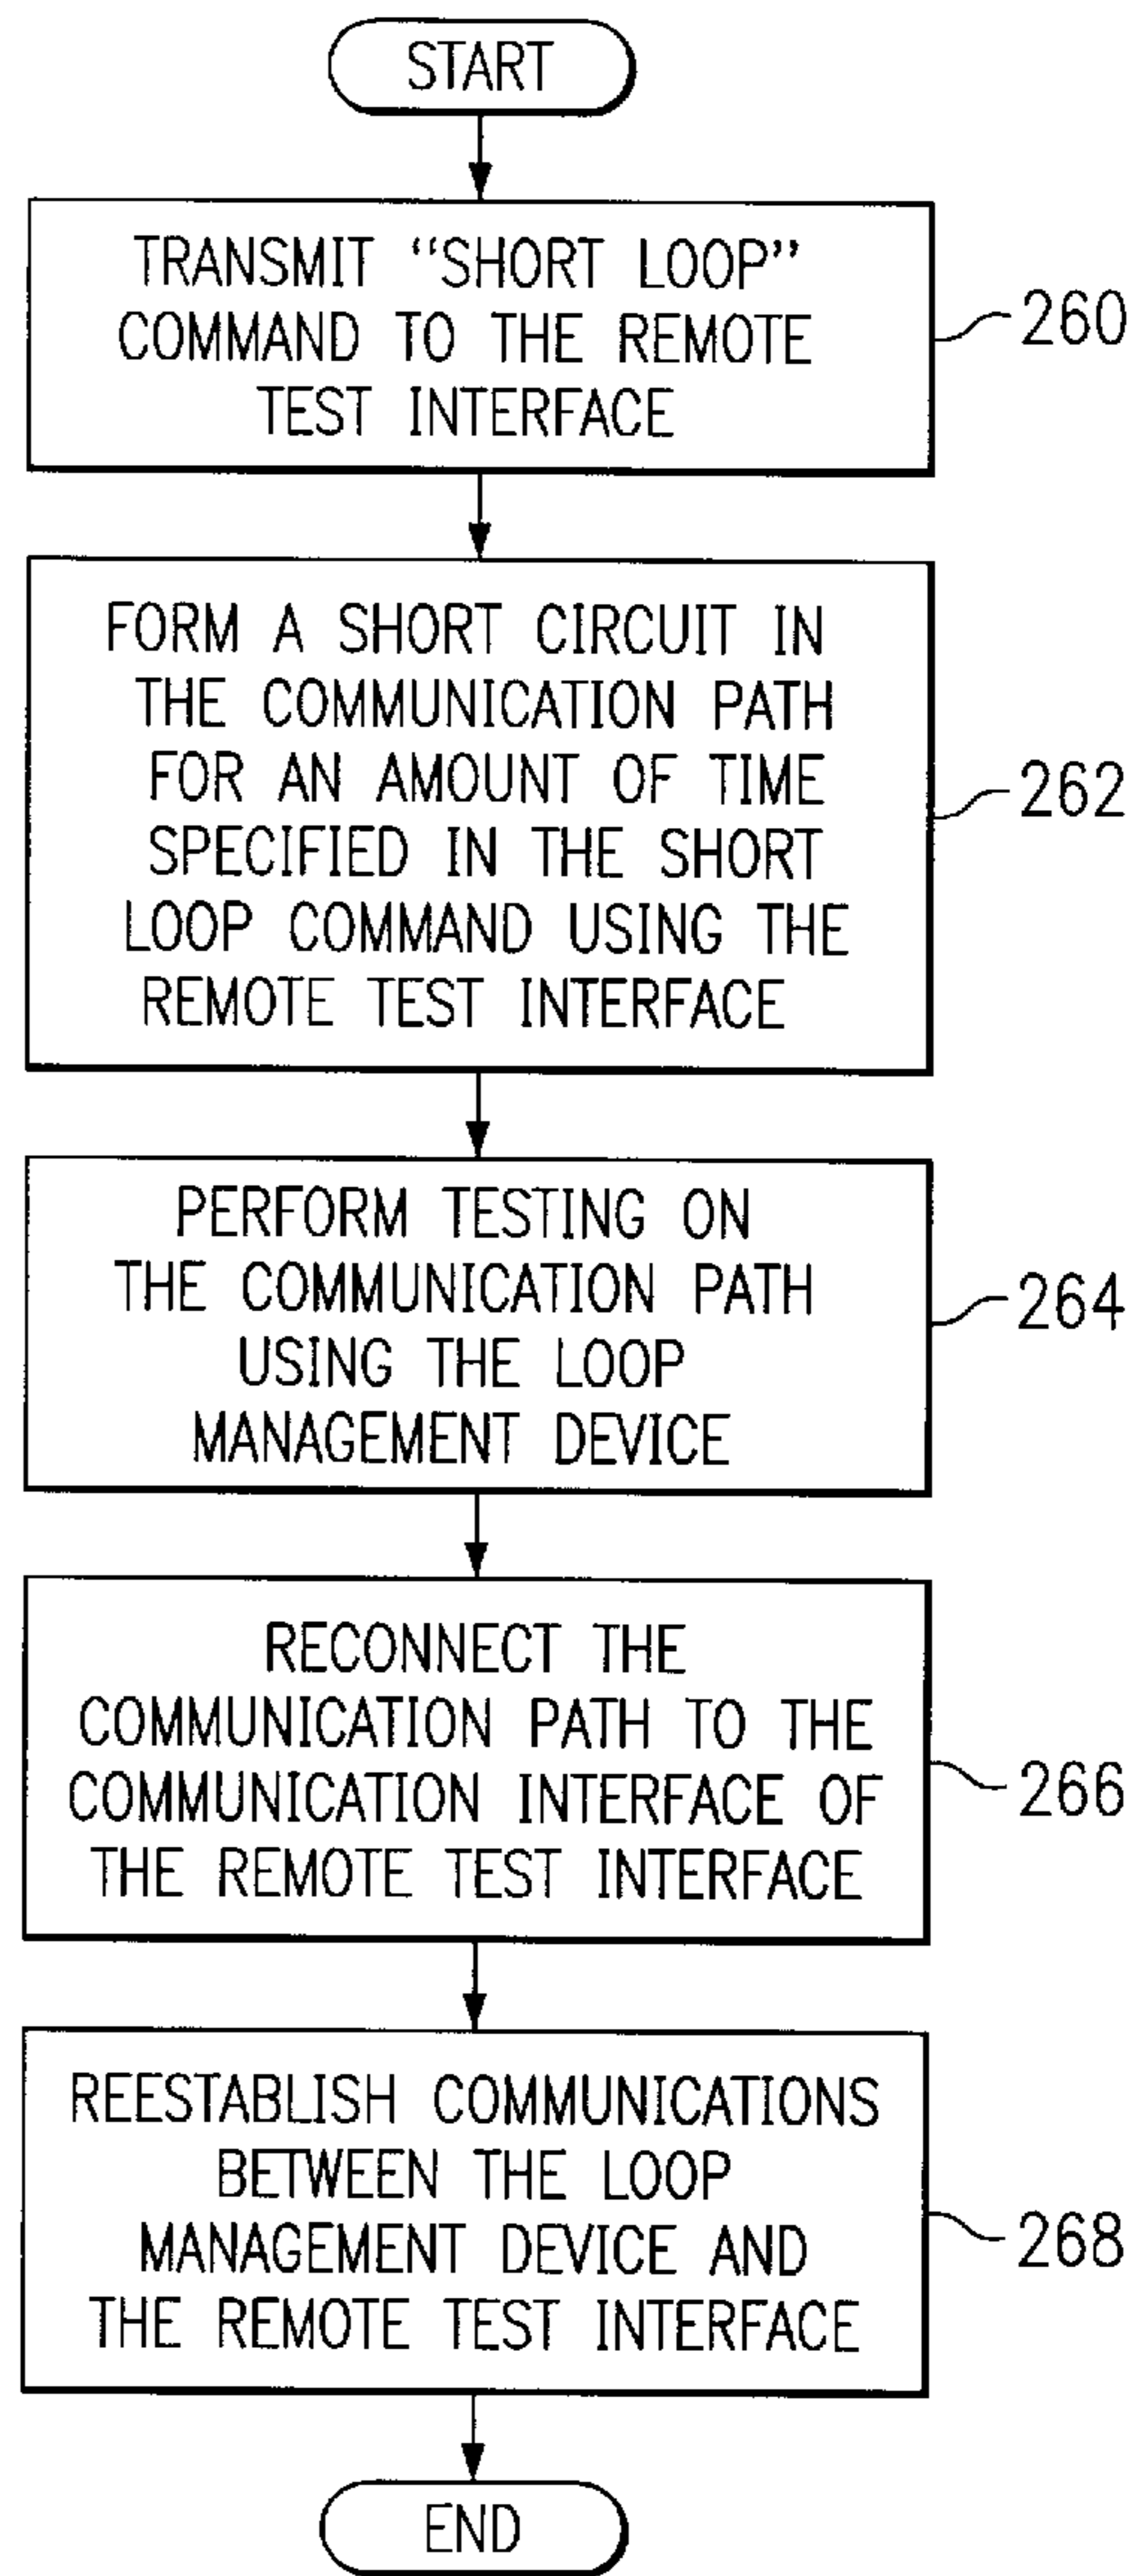 START
TRANSMIT “SHORT LOOP”
COMMAND TO THE REMOTE
TEST INTERFACE
260
FORM A SHORT CIRCUIT IN
THE COMMUNICATION PATH
FOR AN AMOUNT OF TIME
SPECIFIED IN THE SHORT
LOOP COMMAND USING THE
REMOTE TEST INTERFACE
262
PERFORM TESTING ON
THE COMMUNICATION PATH
USING THE LOOP
MANAGEMENT DEVICE
264
RECONNECT THE
COMMUNICATION PATH TO THE
COMMUNICATION INTERFACE OF
THE REMOTE TEST INTERFACE
266
REESTABLISH COMMUNICATIONS
BETWEEN THE LOOP
MANAGEMENT DEVICE AND
THE REMOTE TEST INTERFACE
268
END